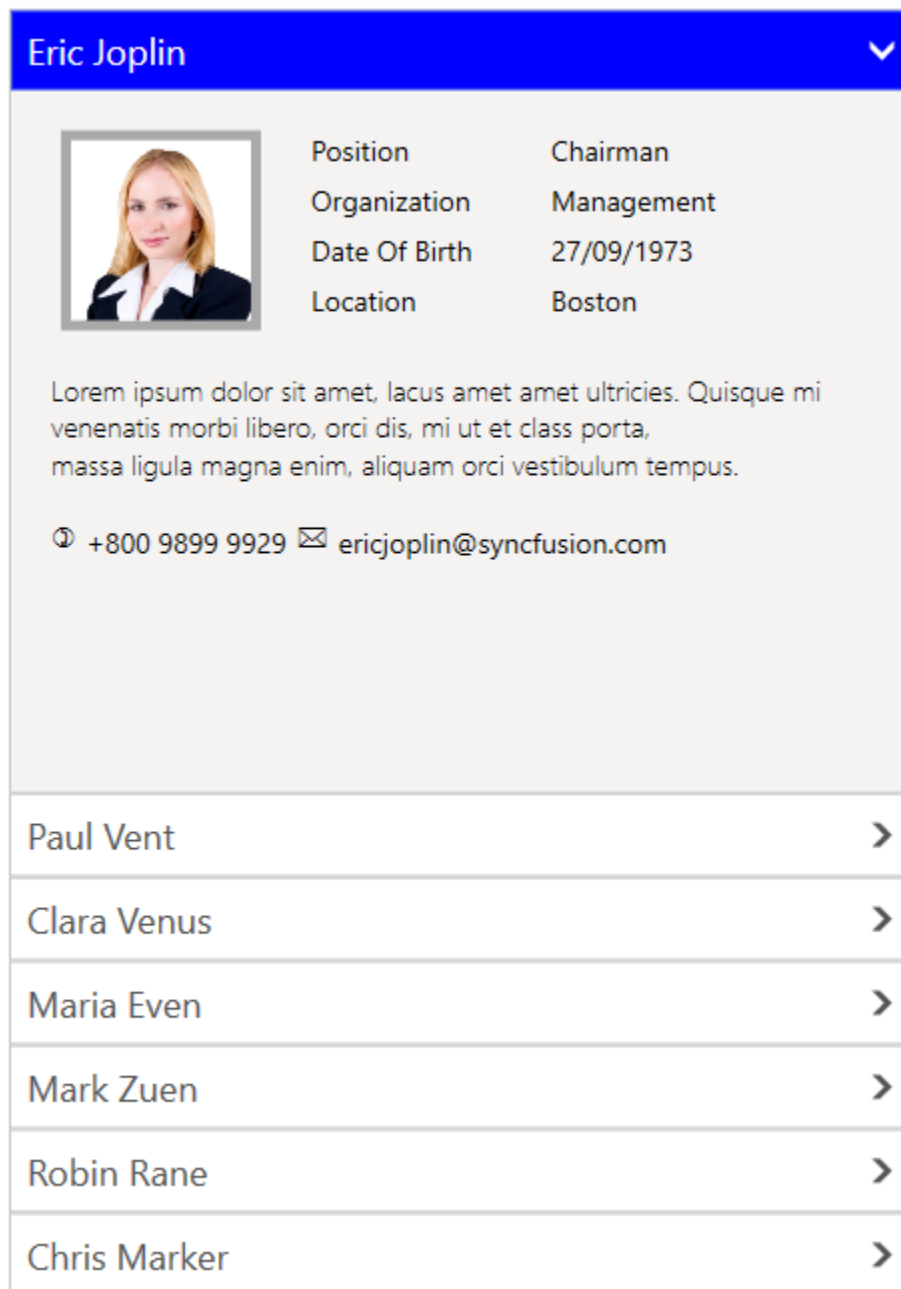 Eric Joplin
Position Chairman
Organization Management
Date Of Birth 27/09/1973
Location Boston
Lorem ipsum dolor sit amet, lacus amet amet ultricies. Quisque mi
venenatis morbi libero, orci dis, mi ut et class porta,
massa ligula magna enim, aliquam orci vestibulum tempus.
+800 9899 9929 ericjoplin@syncfusion.com
Paul Vent
Clara Venus
Maria Even
Mark Zuen
Robin Rane
Chris Marker